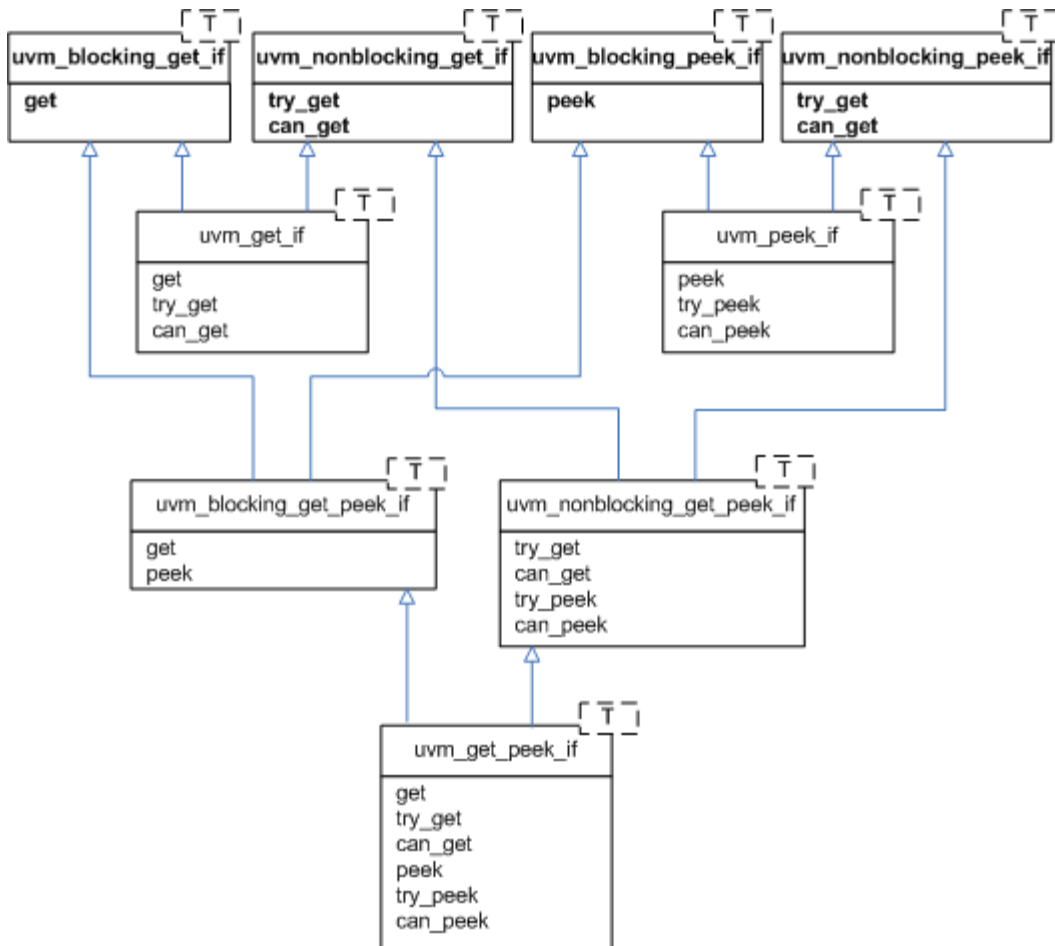 T
uvm_blocking_get_if
get
T
uvm_nonblocking_get_if
try_get
can_get
T
uvm_blocking_peek_if
peek
T
uvm_nonblocking_peek_if
try_get
can_get
T
uvm_get_if
get
try_get
can_get
T
uvm_peek_if
peek
try_peek
can_peek
T
uvm_blocking_get_peek_if
get
peek
T
uvm_nonblocking_get_peek_if
try_get
can_get
try_peek
can_peek
T
uvm_get_peek_if
get
try_get
can_get
peek
try_peek
can_peek